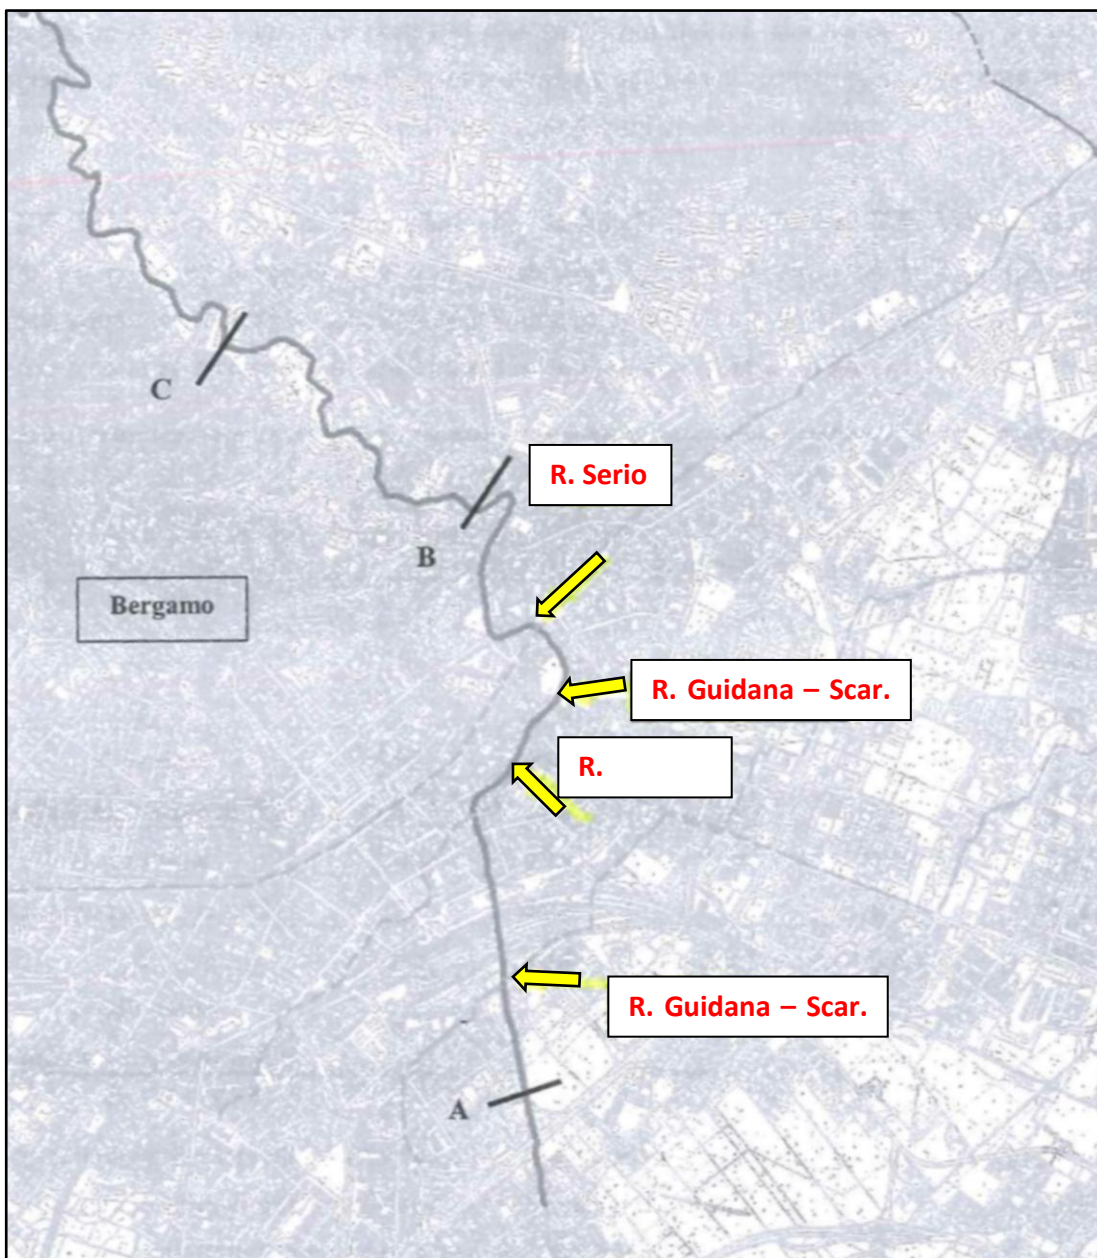 C
R. Serio
B
Bergamo
R. Guidana – Scar.
R.
R. Guidana – Scar.
A